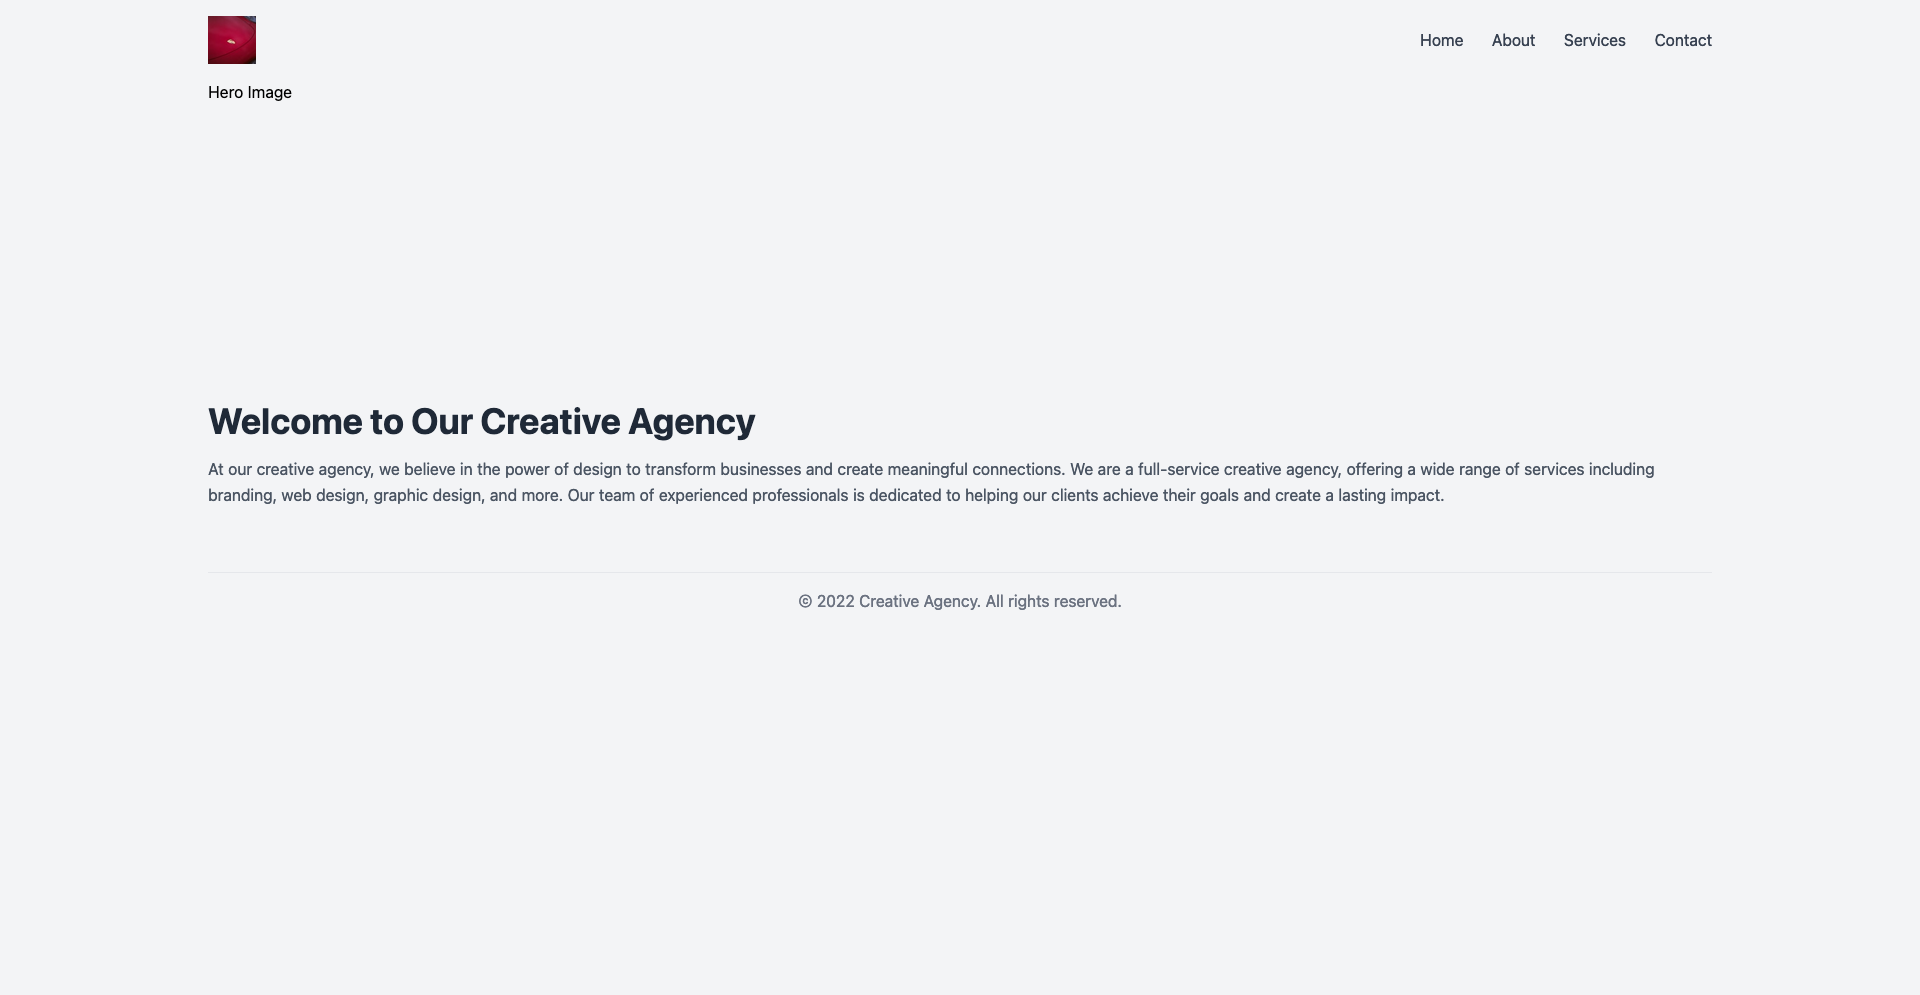 Home About Services Contact
Hero Image
Welcome to Our Creative Agency
At our creative agency, we believe in the power of design to transform businesses and create meaningful connections. We are a full-service creative agency, offering a wide range of services including
branding, web design, graphic design, and more. Our team of experienced professionals is dedicated to helping our clients achieve their goals and create a lasting impact.
© 2022 Creative Agency. All rights reserved.